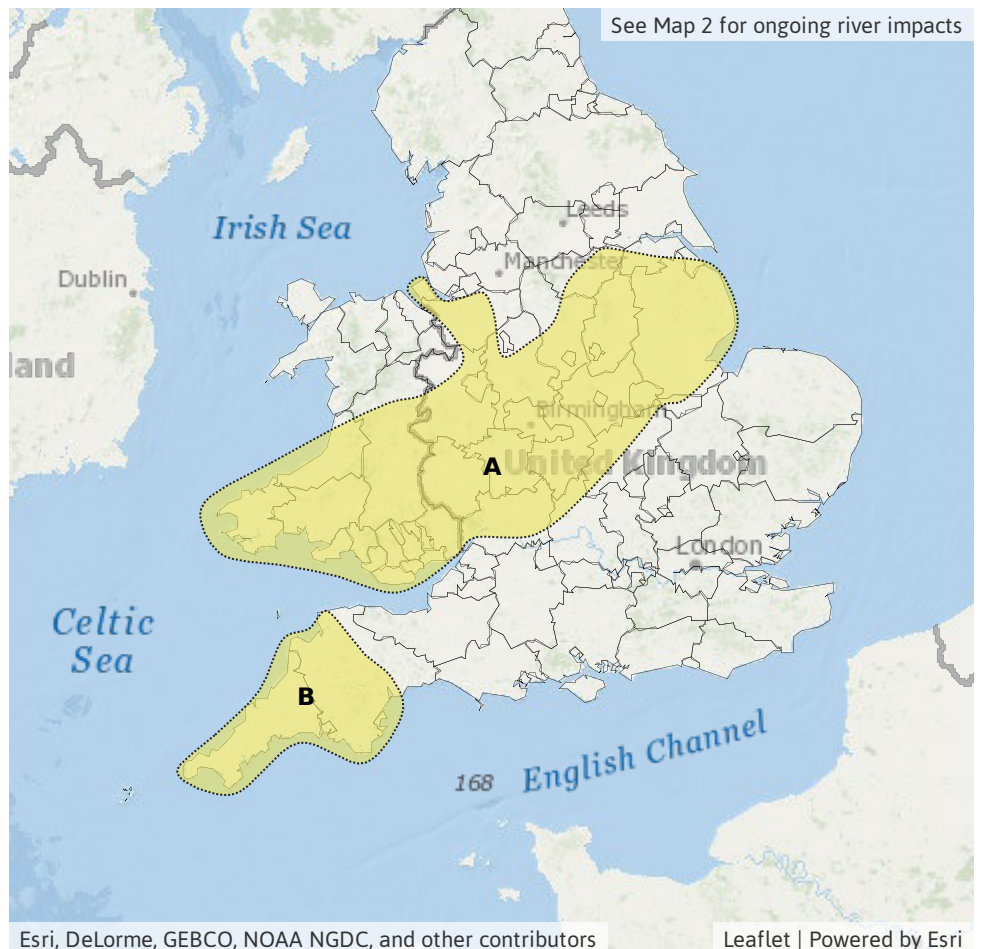 See Map 2 for ongoing river impacts
Leeds
Irish Sea
Manchester
Dublin
land
Birmingham
A
United Kingdom
London
Celtic
Sea
B
English Channel
168
Esri, DeLorme, GEBCO, NOAA NGDC, and other contributors
Leaflet | Powered by Esri